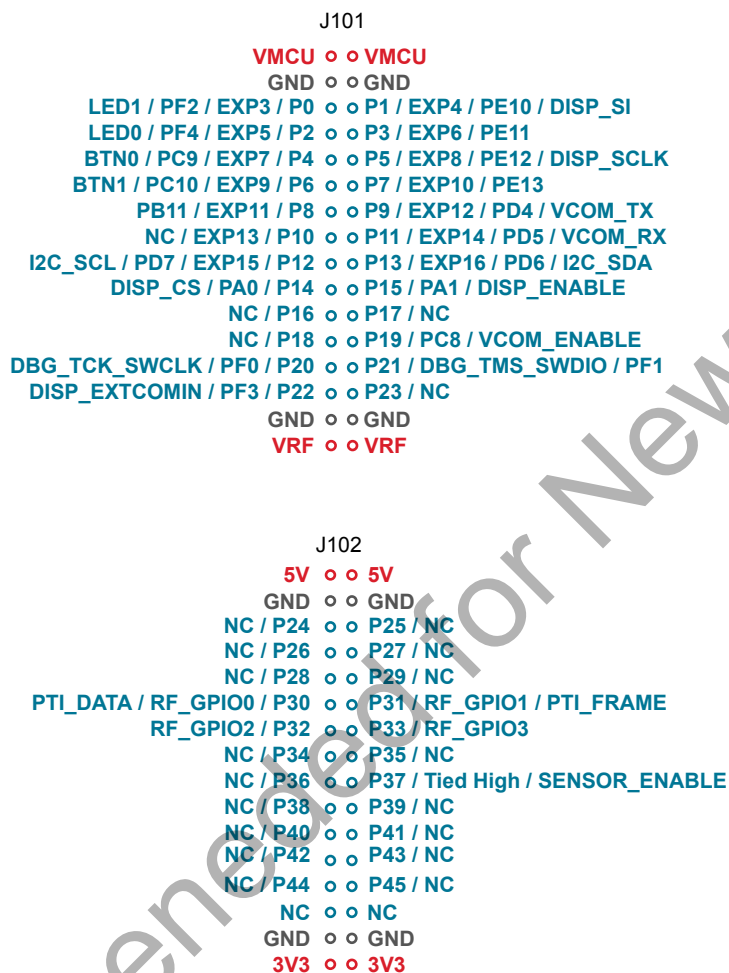 J101
VMCU VMCU
GND GND
LED1 / PF2 / EXP3 / P0 P1 / EXP4 / PE10 / DISP_SI
LED0 / PF4 / EXP5 / P2 P3 / EXP6 / PE11
BTN0 / PC9 / EXP7 / P4 P5 / EXP8 / PE12 / DISP_SCLK
BTN1 / PC10 / EXP9 / P6 P7 / EXP10 / PE13
PB11 / EXP11 / P8 P9 / EXP12 / PD4 / VCOM_TX
NC / EXP13 / P10 P11 / EXP14 / PD5 / VCOM_RX
I2C_SCL / PD7 / EXP15 / P12 P13 / EXP16 / PD6 / I2C_SDA
DISP_CS / PA0 / P14 P15 / PA1 / DISP_ENABLE
NC / P16 P17 / NC
NC / P18 P19 / PC8 / VCOM_ENABLE
DBG_TCK_SWCLK / PF0 / P20 P21 / DBG_TMS_SWDIO / PF1
DISP_EXTCOMIN / PF3 / P22 P23 / NC
GND GND
VRF VRF
J102
5V 5V
GND GND
NC / P24 P25 / NC
NC / P26 P27 / NC
NC / P28 P29 / NC
PTI_DATA / RF_GPIO0 / P30 P31 / RF_GPIO1 / PTI_FRAME
RF_GPIO2 / P32 P33 / RF_GPIO3
NC / P34 P35 / NC
NC / P36 P37 / Tied High / SENSOR_ENABLE
NC / P38 P39 / NC
NC / P40 P41 / NC
NC / P42 P43 / NC
NC / P44 P45 / NC
NC NC
GND GND
3V3 3V3
for New